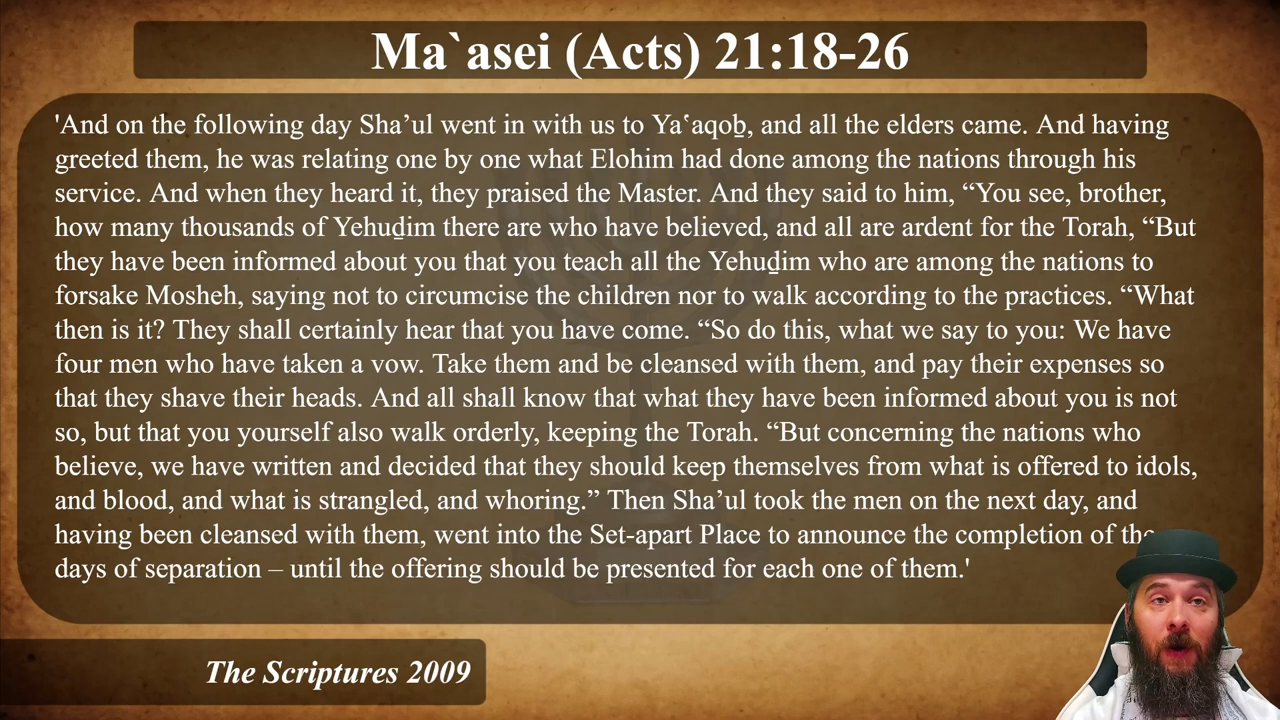 Ma`asei (Acts) 21:18-26
'And on the following day Sha’ul went in with us to Ya‛aqoḇ, and all the elders came. And having
greeted them, he was relating one by one what Elohim had done among the nations through his
service. And when they heard it, they praised the Master. And they said to him, “You see, brother,
how many thousands of Yehuḏim there are who have believed, and all are ardent for the Torah, “But
they have been informed about you that you teach all the Yehuḏim who are among the nations to
forsake Mosheh, saying not to circumcise the children nor to walk according to the practices. “What
then is it? They shall certainly hear that you have come. “So do this, what we say to you: We have
four men who have taken a vow. Take them and be cleansed with them, and pay their expenses so
that they shave their heads. And all shall know that what they have been informed about you is not
so, but that you yourself also walk orderly, keeping the Torah. “But concerning the nations who
believe, we have written and decided that they should keep themselves from what is offered to idols,
and blood, and what is strangled, and whoring.” Then Sha’ul took the men on the next day, and
having been cleansed with them, went into the Set-apart Place to announce the completion of the
days of separation – until the offering should be presented for each one of them.'
The Scriptures 2009